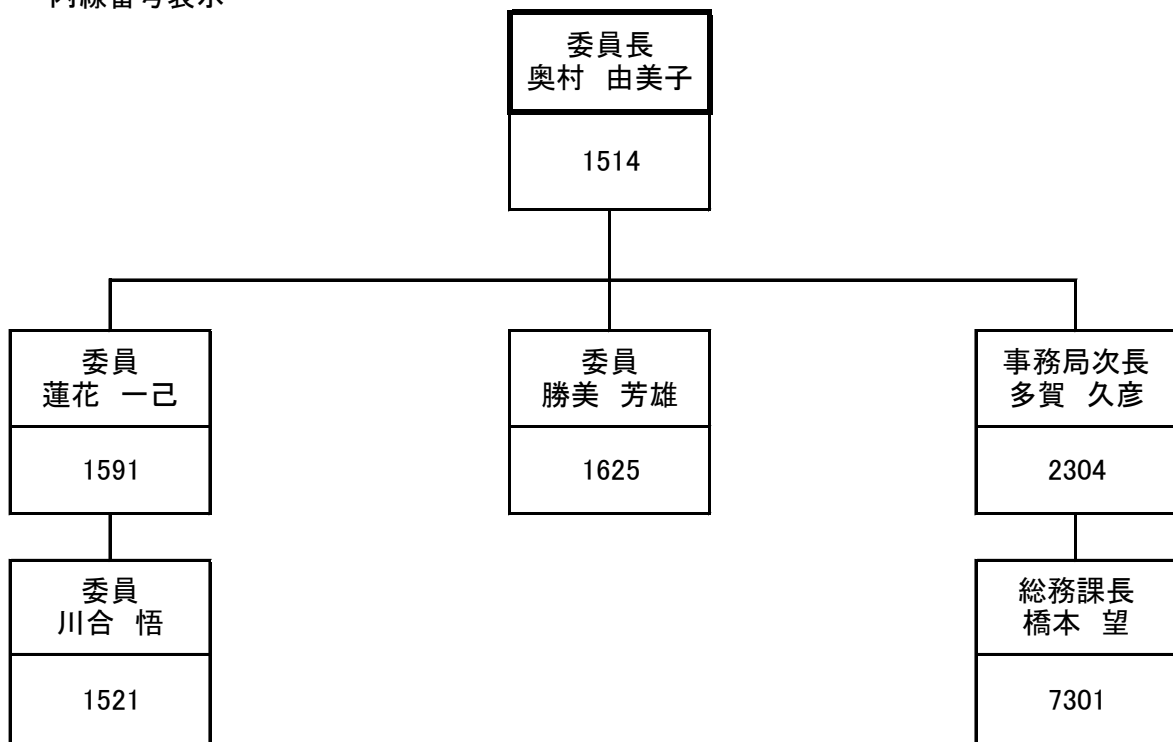 内線番号表示
委員長
奥村 由美子
1514
委員
蓮花 一己
1591
委員
勝美 芳雄
1625
事務局次長
多賀 久彦
2304
委員
川合 悟
1521
総務課長
橋本 望
7301